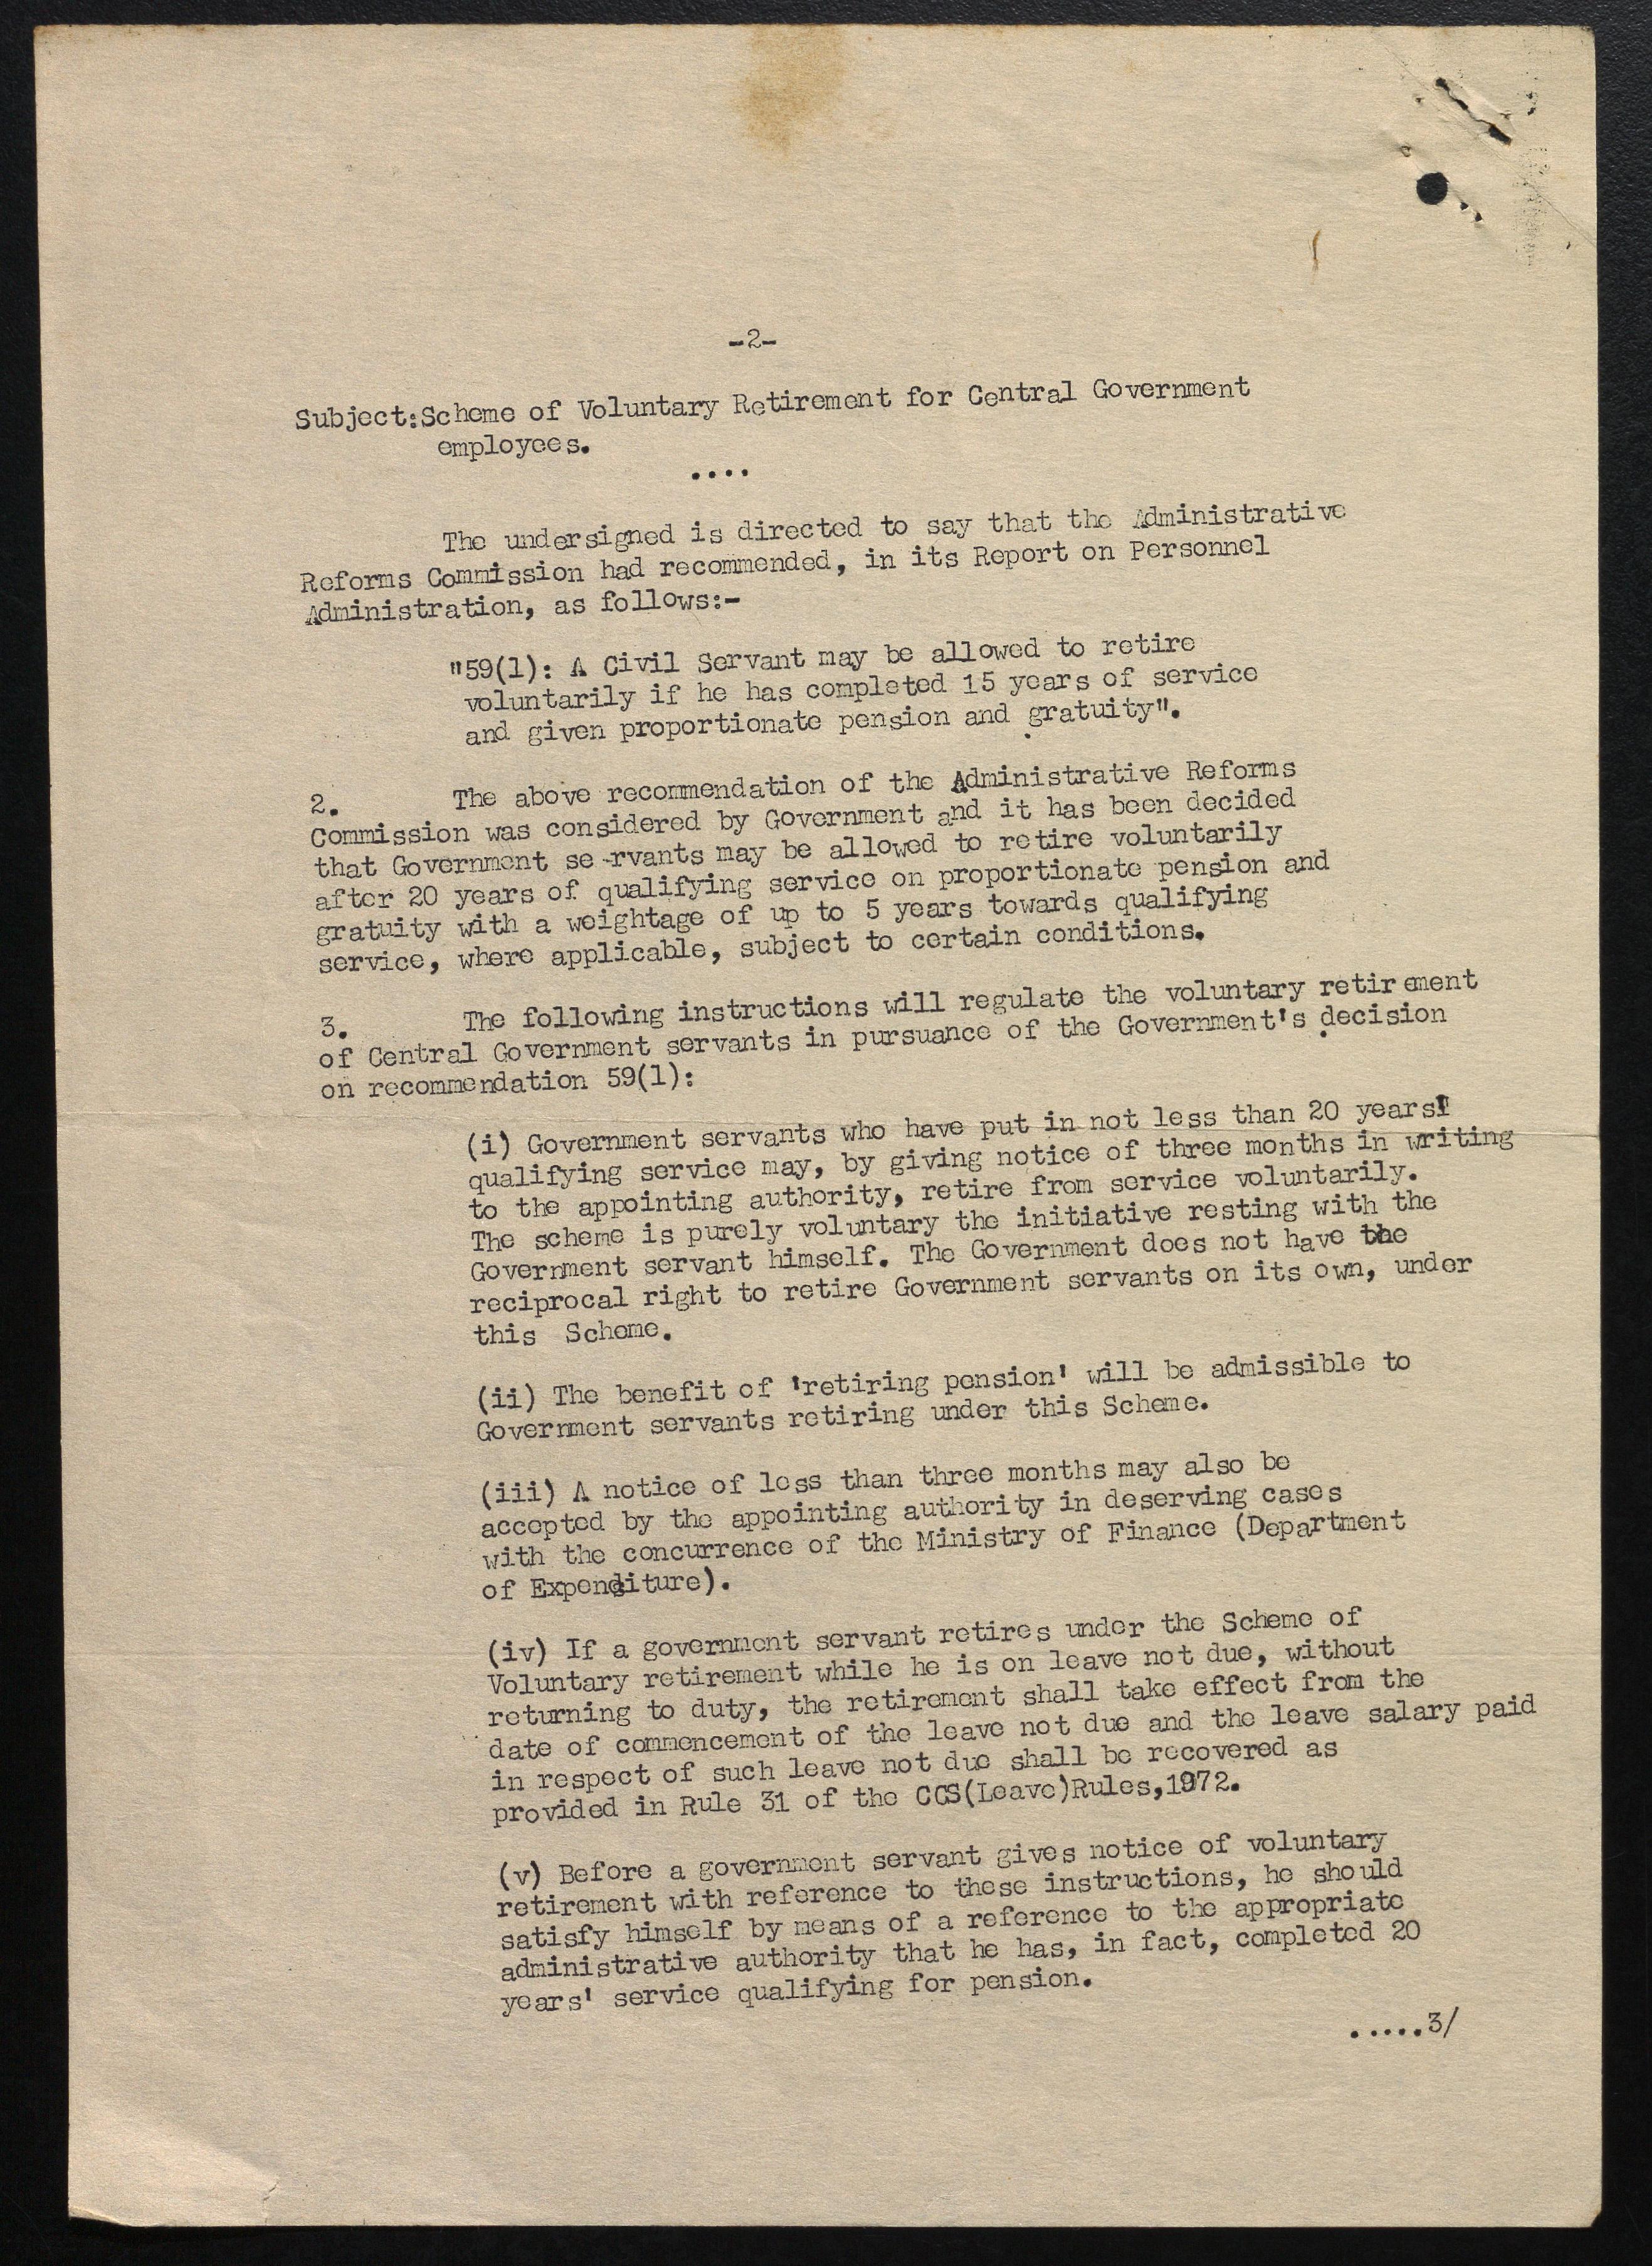 -2-
Subject:Scheme of Voluntary Retirement for Central Government
employees.
....
The undersigned is directed to say that the Administrative
Reforms Commission had recommended, in its Report on Personnel
Administration, as follows:-
"59(1): A Civil Servant may be allowed to retire
voluntarily if he has completed 15 years of service
and given proportionate pension and gratuity".
2. The above recommendation of the Administrative Reforms
Commission was considered by Government and it has been decided
that Government se-rvants may be allowed to retire voluntarily
after 20 years of qualifying service on proportionate pension and
gratuity with a weightage of up to 5 years towards qualifying
service, where applicable, subject to certain conditions.
3. The following instructions will regulate the voluntary retirement
of Central Government servants in pursuance of the Government's decision
on recommendation 59(1):
(i) Government servants who have put in not less than 20 years'
qualifying service may, by giving notice of three months in writing
to the appointing authority, retire from service voluntarily.
The scheme is purely voluntary the initiative resting with the
Government servant himself. The Government does not have the
reciprocal right to retire Government servants on its own, under
this Scheme.
(ii) The benefit of 'retiring pension' will be admissible to
Government servants retiring under this Scheme.
(iii) A notice of less than three months may also be
accepted by the appointing authority in deserving cases
with the concurrence of the Ministry of Finance (Department
of Expenditure).
(iv) If a government servant retires under the Scheme of
Voluntary retirement while he is on leave not due, without
returning to duty, the retirement shall take effect from the
date of commencement of the leave not due and the leave salary paid
in respect of such leave not due shall be recovered as
provided in Rule 31 of the CCS(Leave)Rules,1972.
(v) Before a government servant gives notice of voluntary
retirement with reference to these instructions, he should
satisfy himself by means of a reference to the appropriate
administrative authority that he has, in fact, completed 20
years' service qualifying for pension.
.....3/